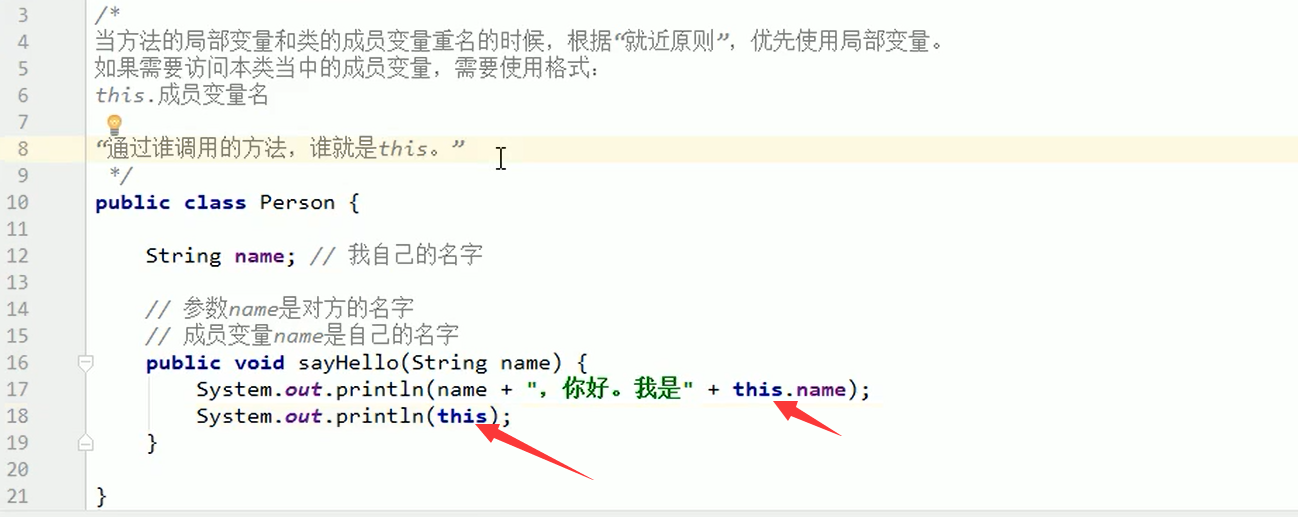 3 /*
4 当方法的局部变量和类的成员变量重名的时候，根据“就近原则”，优先使用局部变量。
5 如果需要访问本类当中的成员变量，需要使用格式：
6 this.成员变量名
7
8 “通过谁调用的方法，谁就是this。”
9 */
10 public class Person {
11
12 String name; // 我自己的名字
13
14 // 参数name是对方的名字
15 // 成员变量name是自己的名字
16 public void sayHello(String name) {
17 System.out.println(name + "，你好。我是" + this.name);
18 System.out.println(this);
19 }
20
21 }